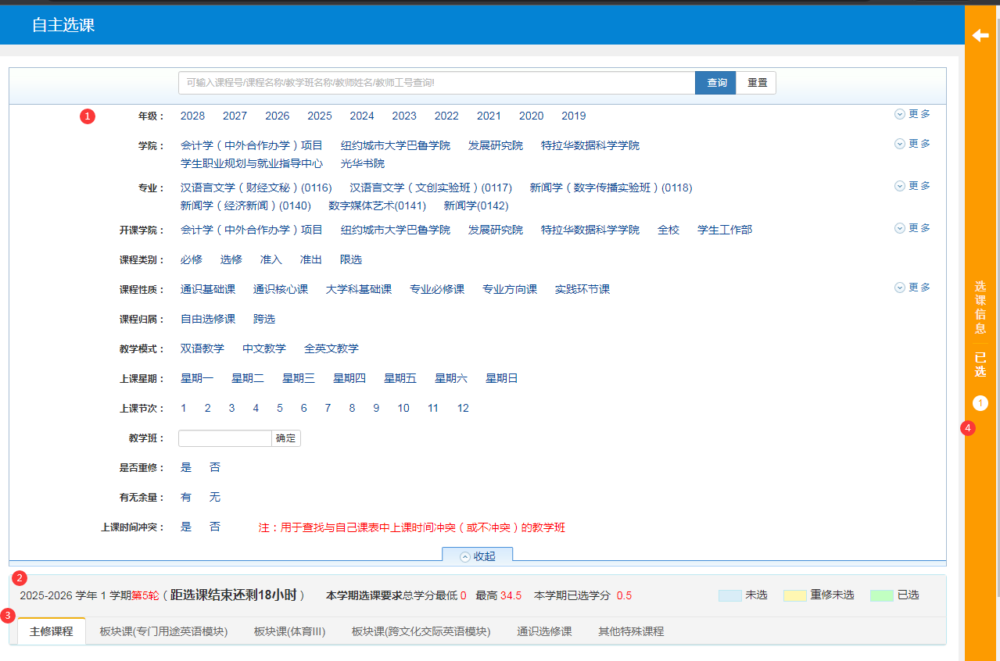 自主选课
可输入课程号/课程名称/教学班名称/教师姓名/教师工号查询! 查询 重置
1 年级： 2028 2027 2026 2025 2024 2023 2022 2021 2020 2019 更多
学院： 会计学（中外合作办学）项目 纽约城市大学巴鲁学院 发展研究院 特拉华数据科学学院 更多
学生职业规划与就业指导中心 光华书院
专业： 汉语言文学（财经文秘）(0116) 汉语言文学（文创实验班）(0117) 新闻学（数字传播实验班）(0118) 更多
新闻学（经济新闻）(0140) 数字媒体艺术(0141) 新闻学(0142)
开课学院： 会计学（中外合作办学）项目 纽约城市大学巴鲁学院 发展研究院 特拉华数据科学学院 全校 学生工作部 更多
课程类别： 必修 选修 准入 准出 限选
课程性质： 通识基础课 通识核心课 大学科基础课 专业必修课 专业方向课 实践环节课 更多
课程归属： 自由选修课 跨选
教学模式： 双语教学 中文教学 全英文教学
上课星期： 星期一 星期二 星期三 星期四 星期五 星期六 星期日
上课节次： 1 2 3 4 5 6 7 8 9 10 11 12
教学班： 确定
是否重修： 是 否
有无余量： 有 无
上课时间冲突： 是 否 注：用于查找与自己课表中上课时间冲突（或不冲突）的教学班
收起
2
2025-2026 学年 1 学期第5轮（距选课结束还剩18小时） 本学期选课要求总学分最低 0 最高 34.5 本学期已选学分 0.5 未选 重修未选 已选
3
主修课程 板块课(专门用途英语模块) 板块课(体育III) 板块课(跨文化交际英语模块) 通识选修课 其他特殊课程
选课信息
已选
1
4